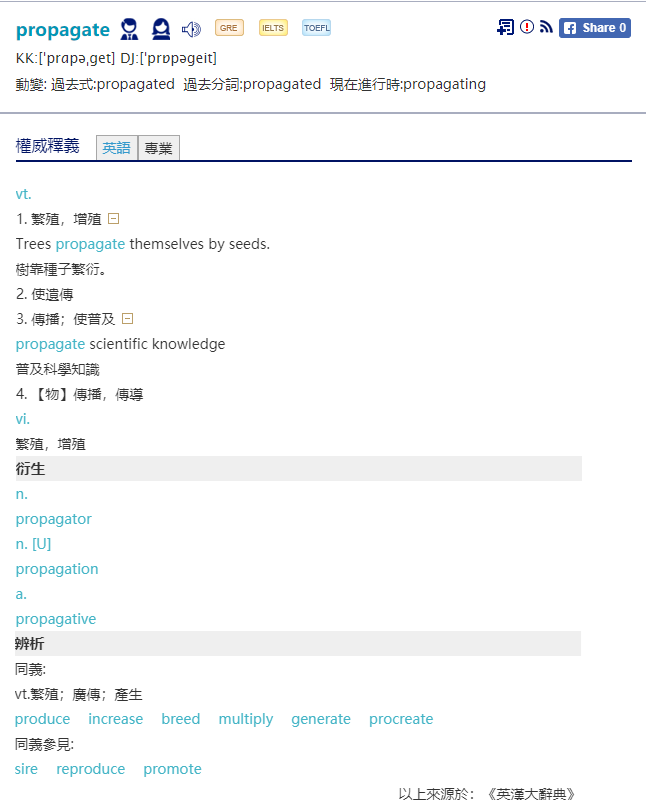 propagate GRE IELTS TOEFL Share 0
KK:[ˈprɑpəˌget] DJ:[ˈprɒpəgeit]
動變: 過去式:propagated 過去分詞:propagated 現在進行時:propagating
權威釋義 英語 專業
vt.
1. 繁殖，增殖
Trees propagate themselves by seeds.
樹靠種子繁衍。
2. 使遺傳
3. 傳播；使普及
propagate scientific knowledge
普及科學知識
4. 【物】傳播，傳導
vi.
繁殖，增殖
衍生
n.
propagator
n. [U]
propagation
a.
propagative
辨析
同義:
vt.繁殖；廣傳；產生
produce increase breed multiply generate procreate
同義參見:
sire reproduce promote
以上來源於：《英漢大辭典》